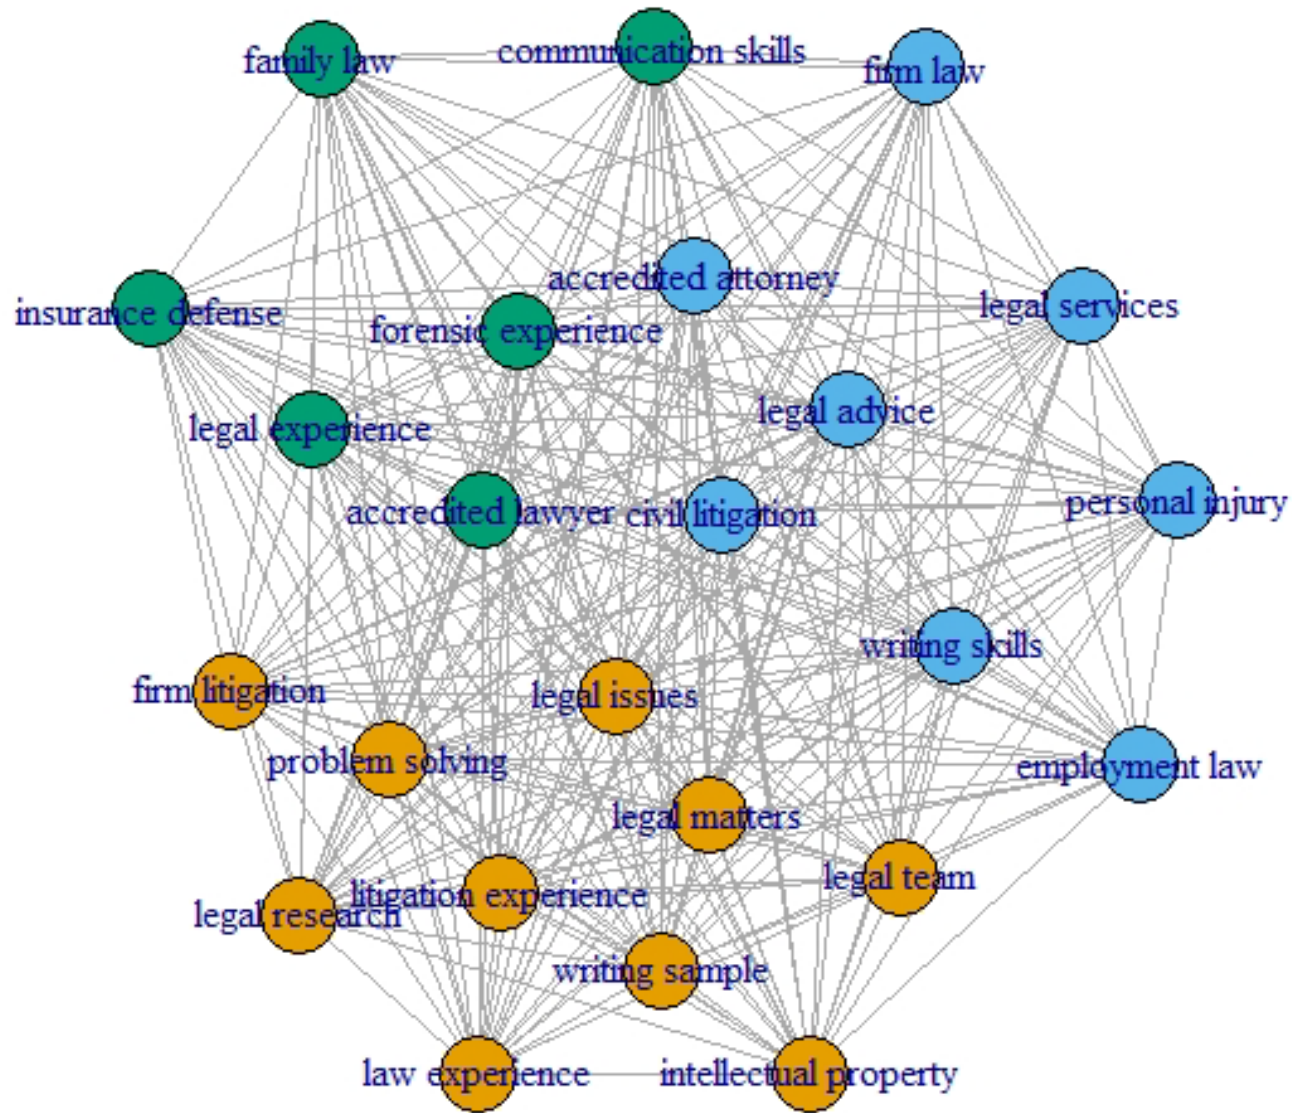 family law
communication skills
firm law
accredited attorney
insurance defense
forensic experience
legal services
legal experience
legal advice
accredited lawyer
civil litigation
personal injury
writing skills
firm litigation
legal issues
problem solving
employment law
legal matters
legal team
litigation experience
legal research
writing sample
law experience
intellectual property